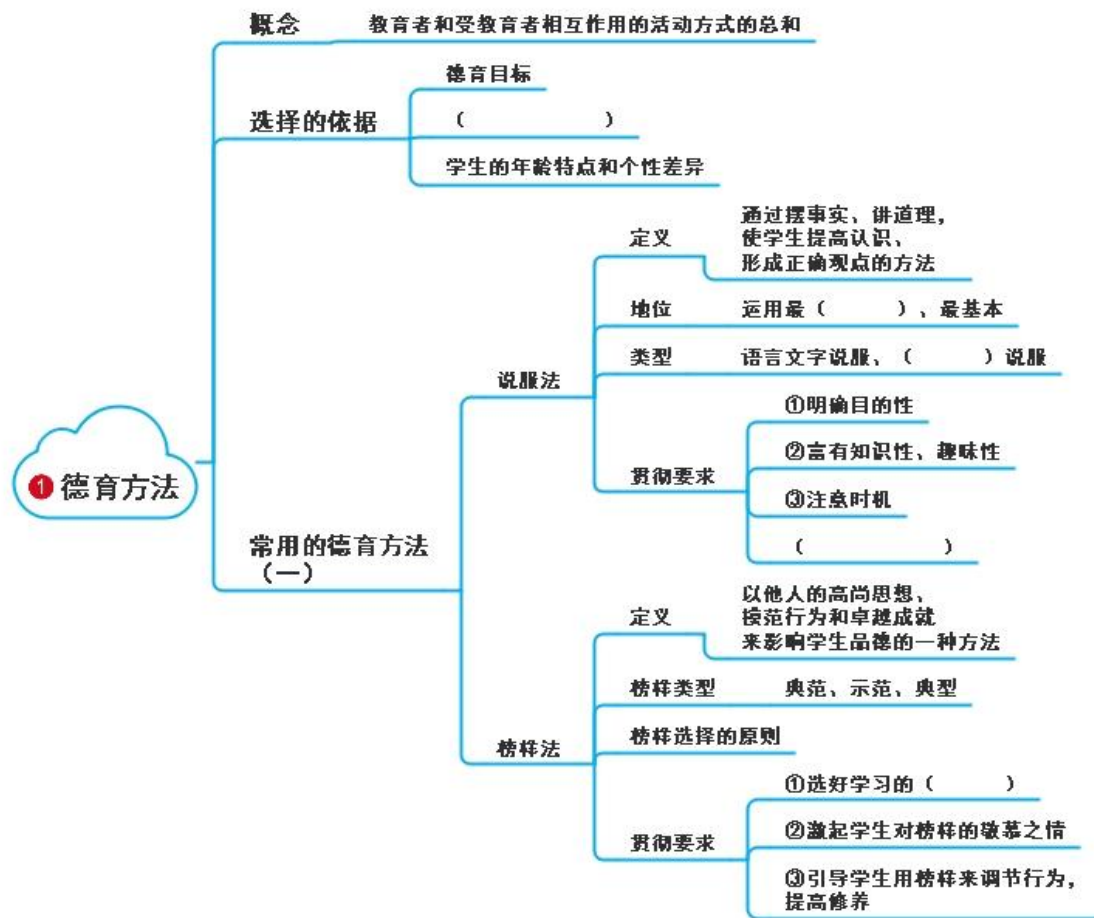 概念
教育者和受教育者相互作用的活动方式的总和
选择的依据
德育目标
（ ）
学生的年龄特点和个性差异
① 德育方法
常用的德育方法
（一）
说服法
定义
通过摆事实、讲道理，
使学生提高认识、
形成正确观点的方法
地位
运用最（ ）、最基本
类型
语言文字说服、（ ）说服
贯彻要求
①明确目的性
②富有知识性、趣味性
③注意时机
（ ）
榜样法
定义
以他人的高尚思想、
模范行为和卓越成就
来影响学生品德的一种方法
榜样类型
典范、示范、典型
榜样选择的原则
贯彻要求
①选好学习的（ ）
②激起学生对榜样的敬慕之情
③引导学生用榜样来调节行为，
提高修养